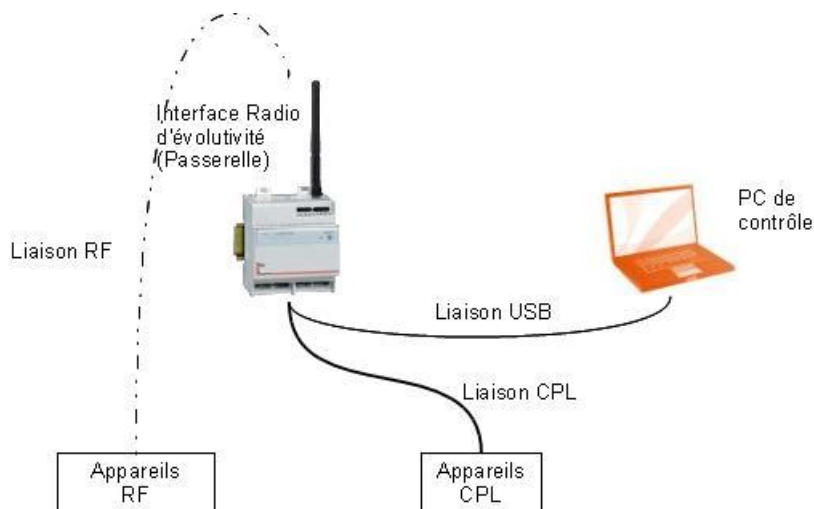 Interface Radio
d'évolutivité
(Passerelle)
PC de
contrôle
Liaison RF
Liaison USB
Liaison CPL
Appareils
RF
Appareils
CPL